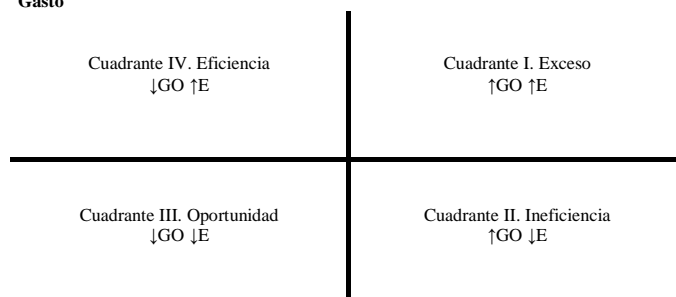 Gasto
Cuadrante IV. Eficiencia
↓GO ↑E
Cuadrante I. Exceso
↑GO ↑E
Cuadrante III. Oportunidad
↓GO ↓E
Cuadrante II. Ineficiencia
↑GO ↓E